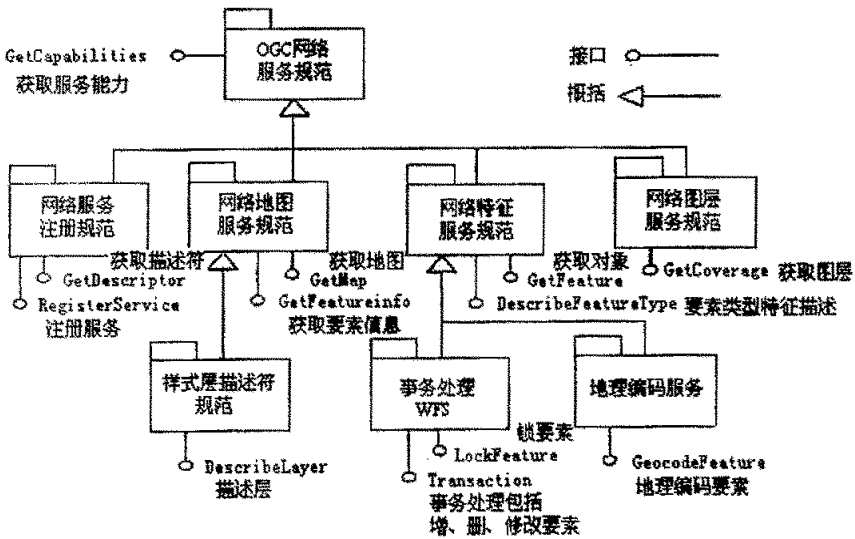 OGC网络
服务规范
GetCapabilities
获取服务能力
接口
概括
网络服务
注册规范
网络地图
服务规范
网络特征
服务规范
网络图层
服务规范
获取描述符
GetDescriptor
RegisterService
注册服务
获取地图
GetMap
GetFeatureinfo
获取要素信息
获取对象
GetFeature
DescribeFeatureType 要素类型特征描述
GetCoverage 获取图层
样式层描述符
规范
DescribeLayer
描述层
事务处理
WFS
锁要素
LockFeature
Transaction
事务处理包括
增、删、修改要素
地理编码服务
GeocodeFeature
地理编码要素